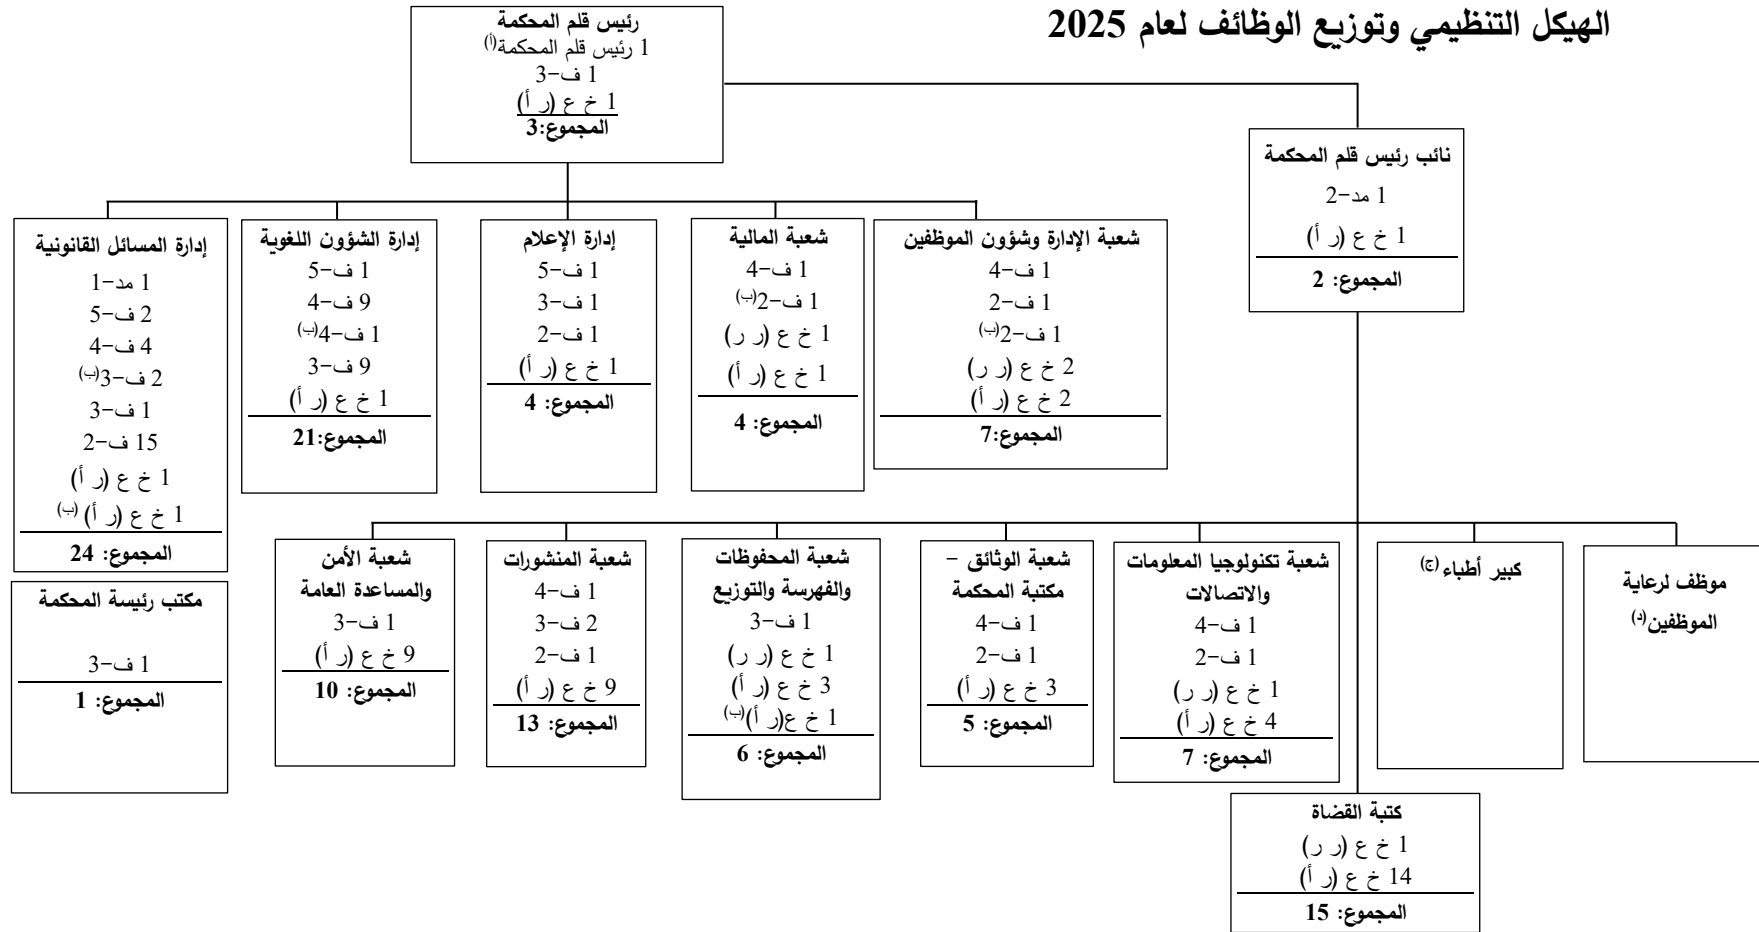 الهيكل التنظيمي وتوزيع الوظائف لعام 2025
رئيس قلم المحكمة
1 رئيس قلم المحكمة(أ)
1 ف-3
1 خ ع (ر أ)
المجموع:3
نائب رئيس قلم المحكمة
1 مد-2
1 خ ع (ر أ)
المجموع: 2
شعبة الإدارة وشؤون الموظفين
1 ف-4
1 ف-2
1 ف-2(ب)
2 خ ع (ر ر)
2 خ ع (ر أ)
المجموع:7
شعبة المالية
1 ف-4
1 ف-2(ب)
1 خ ع (ر ر)
1 خ ع (ر أ)
المجموع: 4
إدارة الإعلام
1 ف-5
1 ف-3
1 ف-2
1 خ ع (ر أ)
المجموع: 4
إدارة الشؤون اللغوية
1 ف-5
9 ف-4
1 ف-4(ب)
9 ف-3
1 خ ع (ر أ)
المجموع:21
إدارة المسائل القانونية
1 مد-1
2 ف-5
4 ف-4
2 ف-3(ب)
1 ف-3
15 ف-2
1 خ ع (ر أ)
1 خ ع (ر أ) (ب)
المجموع: 24
موظف لرعاية
الموظفين(د)
كبير أطباء(ج)
شعبة تكنولوجيا المعلومات
والاتصالات
1 ف-4
1 ف-2
1 خ ع (ر ر)
4 خ ع (ر أ)
المجموع: 7
شعبة الوثائق –
مكتبة المحكمة
1 ف-4
1 ف-2
3 خ ع (ر أ)
المجموع: 5
شعبة المحفوظات
والفهرسة والتوزيع
1 ف-3
1 خ ع (ر ر)
3 خ ع (ر أ)
1 خ ع(ر أ)(ب)
المجموع: 6
شعبة المنشورات
1 ف-4
2 ف-3
1 ف-2
9 خ ع (ر أ)
المجموع: 13
شعبة الأمن
والمساعدة العامة
1 ف-3
9 خ ع (ر أ)
المجموع: 10
مكتب رئيسة المحكمة
1 ف-3
المجموع: 1
كتبة القضاة
1 خ ع (ر ر)
14 خ ع (ر أ)
المجموع: 15